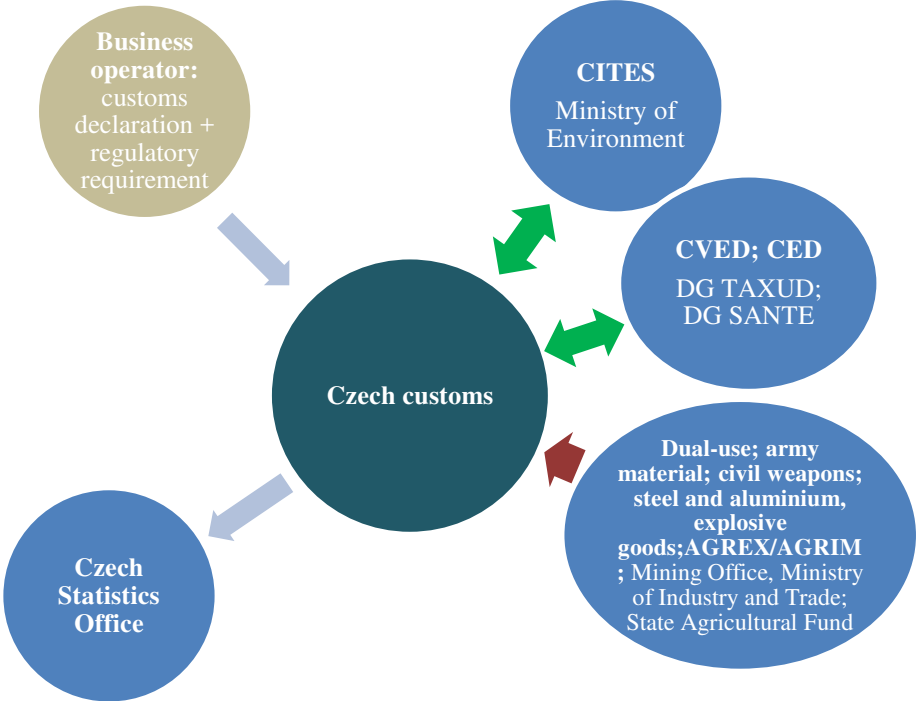 Business
operator:
customs
declaration +
regulatory
requirement
CITES
Ministry of
Environment
CVED; CED
DG TAXUD;
DG SANTE
Czech customs
Dual-use; army
material; civil weapons;
steel and aluminium,
explosive
goods;AGREX/AGRIM
; Mining Office, Ministry
of Industry and Trade;
State Agricultural Fund
Czech
Statistics
Office